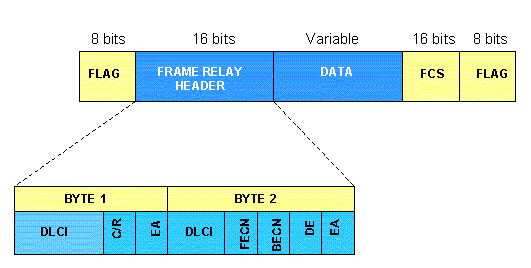 8 bits 16 bits Variable 16 bits 8 bits
FLAG FRAME RELAY HEADER DATA FCS FLAG
BYTE 1 BYTE 2
DLCI C/R EA DLCI FECN BECN DE EA